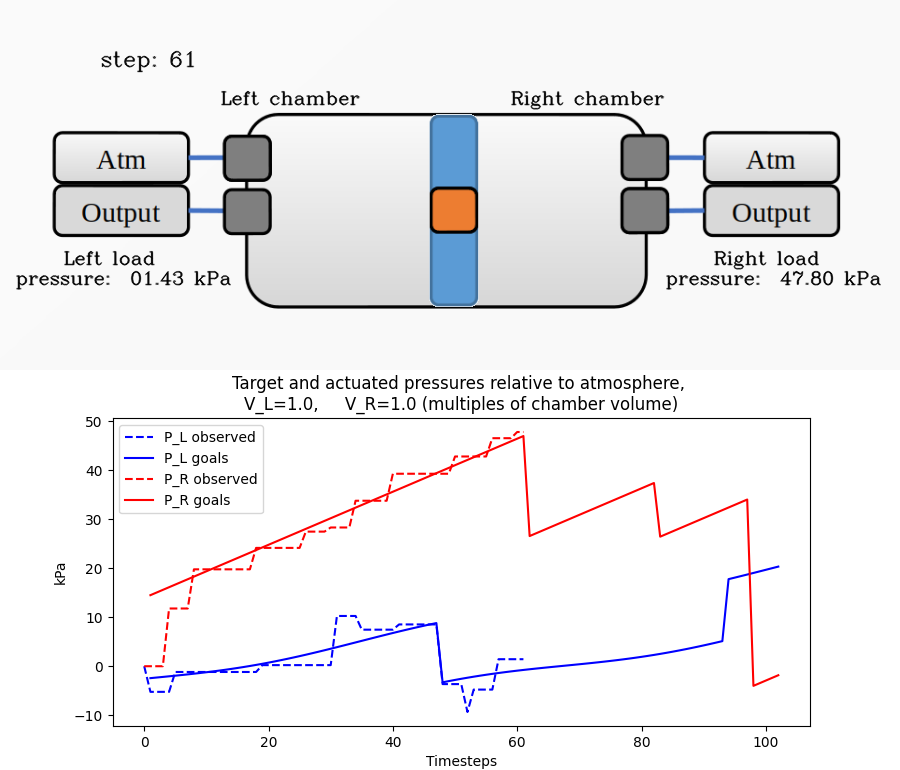 step: 61
Left chamber
Right chamber
Atm
Atm
Output
Output
Left load
pressure: 01.43 kPa
Right load
pressure: 47.80 kPa
Target and actuated pressures relative to atmosphere,
V_L=1.0, V_R=1.0 (multiples of chamber volume)
P_L observed
P_L goals
P_R observed
P_R goals
50
40
30
20
10
0
−10
kPa
0 20 40 60 80 100
Timesteps